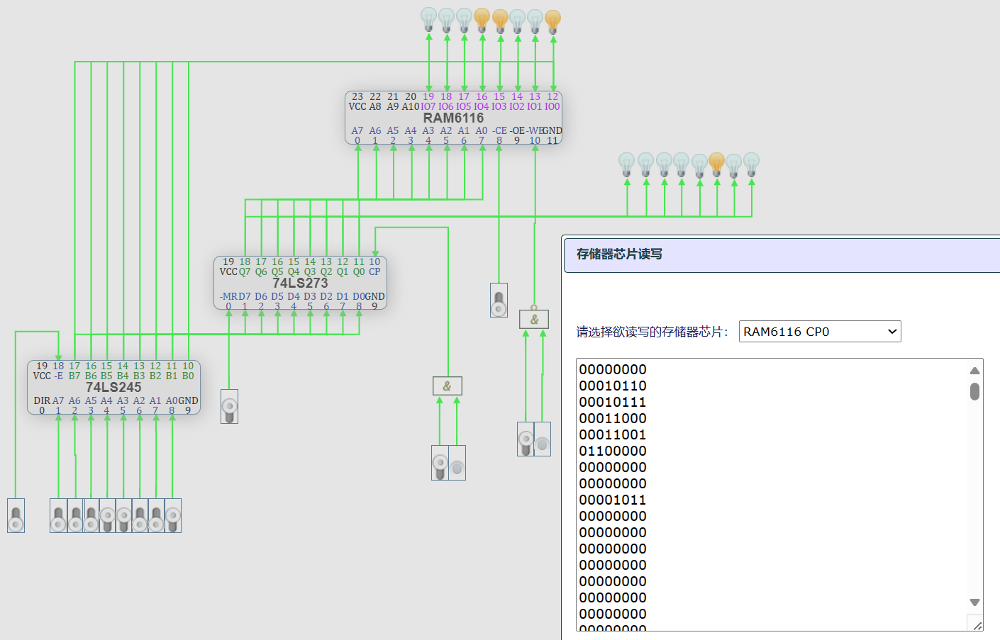 23 22 21 20 19 18 17 16 15 14 13 12
VCC A8 A9 A10 IO7 IO6 IO5 IO4 IO3 IO2 IO1 IO0
RAM6116
A7 A6 A5 A4 A3 A2 A1 A0 -CE -OE -WE GND
0 1 2 3 4 5 6 7 8 9 10 11
19 18 17 16 15 14 13 12 11 10
VCC Q7 Q6 Q5 Q4 Q3 Q2 Q1 Q0 CP
74LS273
-MR D7 D6 D5 D4 D3 D2 D1 D0 GND
0 1 2 3 4 5 6 7 8 9
19 18 17 16 15 14 13 12 11 10
VCC -E B7 B6 B5 B4 B3 B2 B1 B0
74LS245
DIR A7 A6 A5 A4 A3 A2 A1 A0 GND
0 1 2 3 4 5 6 7 8 9
&
&
存储器芯片读写
请选择欲读写的存储器芯片： RAM6116 CP0
00000000
00010110
00010111
00011000
00011001
01100000
00000000
00000000
00001011
00000000
00000000
00000000
00000000
00000000
00000000
00000000
00000000